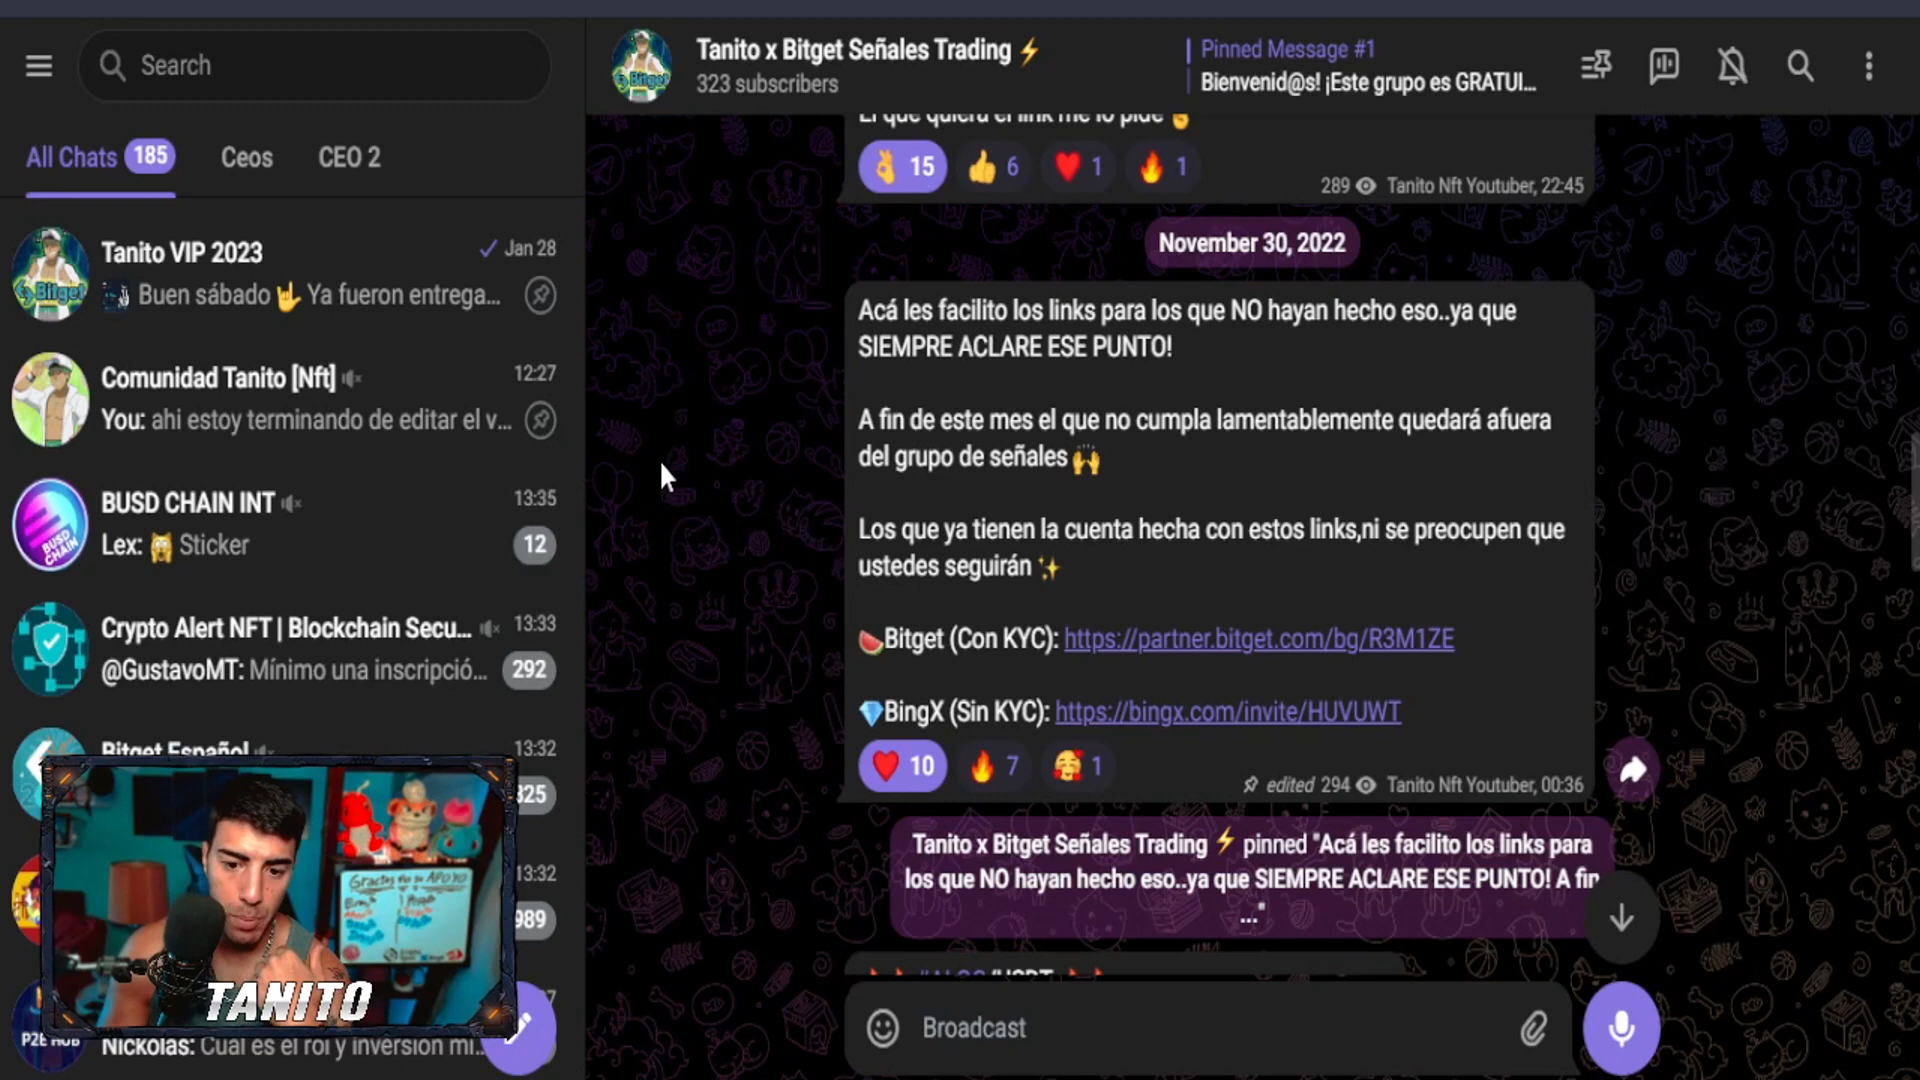 Search
All Chats 185
Ceos
CEO 2
Tanito VIP 2023
Jan 28
Buen sábado 🤟 Ya fueron entrega...
Comunidad Tanito [Nft]
12:27
You: ahi estoy terminando de editar el v...
BUSD CHAIN INT
13:35
Lex: 🙀 Sticker
12
BUSD CHAIN
Crypto Alert NFT | Blockchain Secu...
13:33
@GustavoMT: Mínimo una inscripció...
292
Bitget Español
13:32
325
13:32
989
Gracias por su APOYO
TANITO
P2E HUB
Nickolas: Cual es el roi y inversion mi...
Tanito x Bitget Señales Trading ⚡
323 subscribers
Bitget
Pinned Message #1
Bienvenid@s! ¡Este grupo es GRATUI...
El que quiera el link me lo pide
👌 15 👍 6 ❤️ 1 🔥 1
289 Tanito Nft Youtuber, 22:45
November 30, 2022
Acá les facilito los links para los que NO hayan hecho eso..ya que
SIEMPRE ACLARE ESE PUNTO!
A fin de este mes el que no cumpla lamentablemente quedará afuera
del grupo de señales 🙌
Los que ya tienen la cuenta hecha con estos links,ni se preocupen que
ustedes seguirán ✨
🍉Bitget (Con KYC): https://partner.bitget.com/bg/R3M1ZE
💎BingX (Sin KYC): https://bingx.com/invite/HUVUWT
❤️ 10 🔥 7 🥰 1
edited 294 Tanito Nft Youtuber, 00:36
Tanito x Bitget Señales Trading ⚡ pinned "Acá les facilito los links para
los que NO hayan hecho eso..ya que SIEMPRE ACLARE ESE PUNTO! A fin
..."
Broadcast